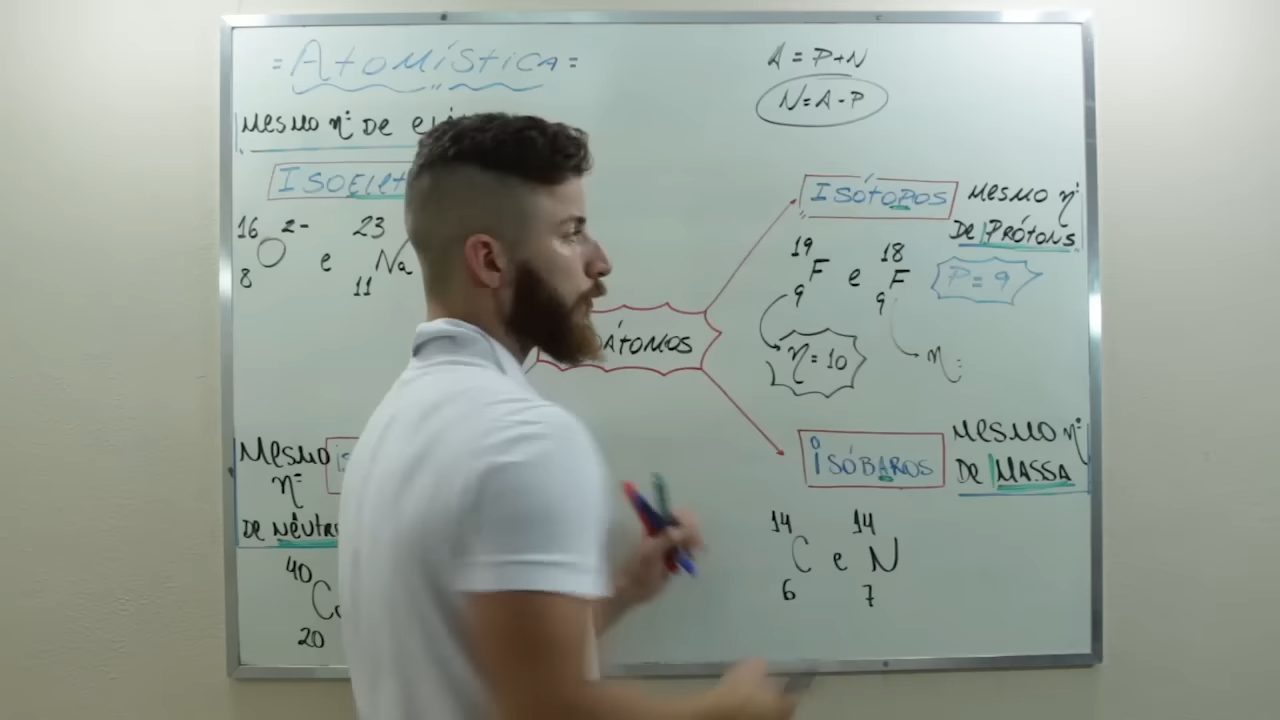 = Atomística =
A = P+N
N=A-P
Mesmo nº de
Isoelet
16 2- 23
O e Na
8 11
Isótopos
Mesmo nº
de Prótons
19 18
F e F
9 9
P = 9
η = 10
η =
átomos
Mesmo
nº
de Nêutr
40
Ca
20
isóbaros
Mesmo nº
de Massa
14 14
C e N
6 7